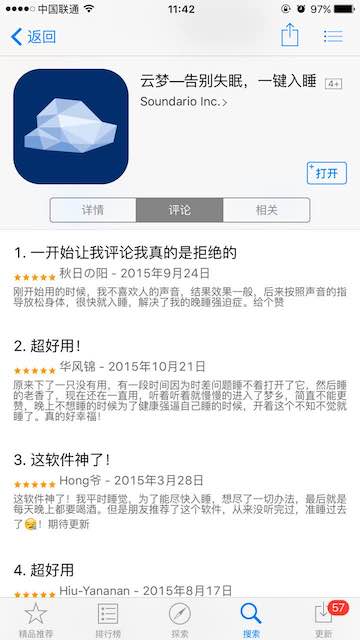 中国联通 11:42 97%
返回
云梦—告别失眠，一键入睡 4+
Soundario Inc. >
打开
详情 评论 相关
1. 一开始让我评论我真的是拒绝的
★★★★★ 秋日の阳 - 2015年9月24日
刚开始用的时候，我不喜欢人的声音，结果效果一般，后来按照声音的指
导放松身体，很快就入睡，解决了我的晚睡强迫症。给个赞
2. 超好用！
★★★★★ 华风锦 - 2015年10月21日
原来下了一只没有用，有一段时间因为时差问题睡不着打开了它，然后睡
的老香了，现在还在一直用，听着听着就慢慢的进入了梦乡，简直不能更
赞，晚上不想睡的时候为了健康强逼自己睡的时候，开着这个不知不觉就
睡了。真的好幸福！
3. 这软件神了！
★★★★★ Hong爷 - 2015年3月28日
这软件神了！我平时睡觉，为了能尽快入睡，想尽了一切办法，最后就是
每天晚上都要喝酒。但是朋友推荐了这个软件，从来没听完过，准睡过去
了😪！期待更新
4. 超好用
★★★★★ Hiu-Yananan - 2015年8月17日
精品推荐 排行榜 探索 搜索 更新 57